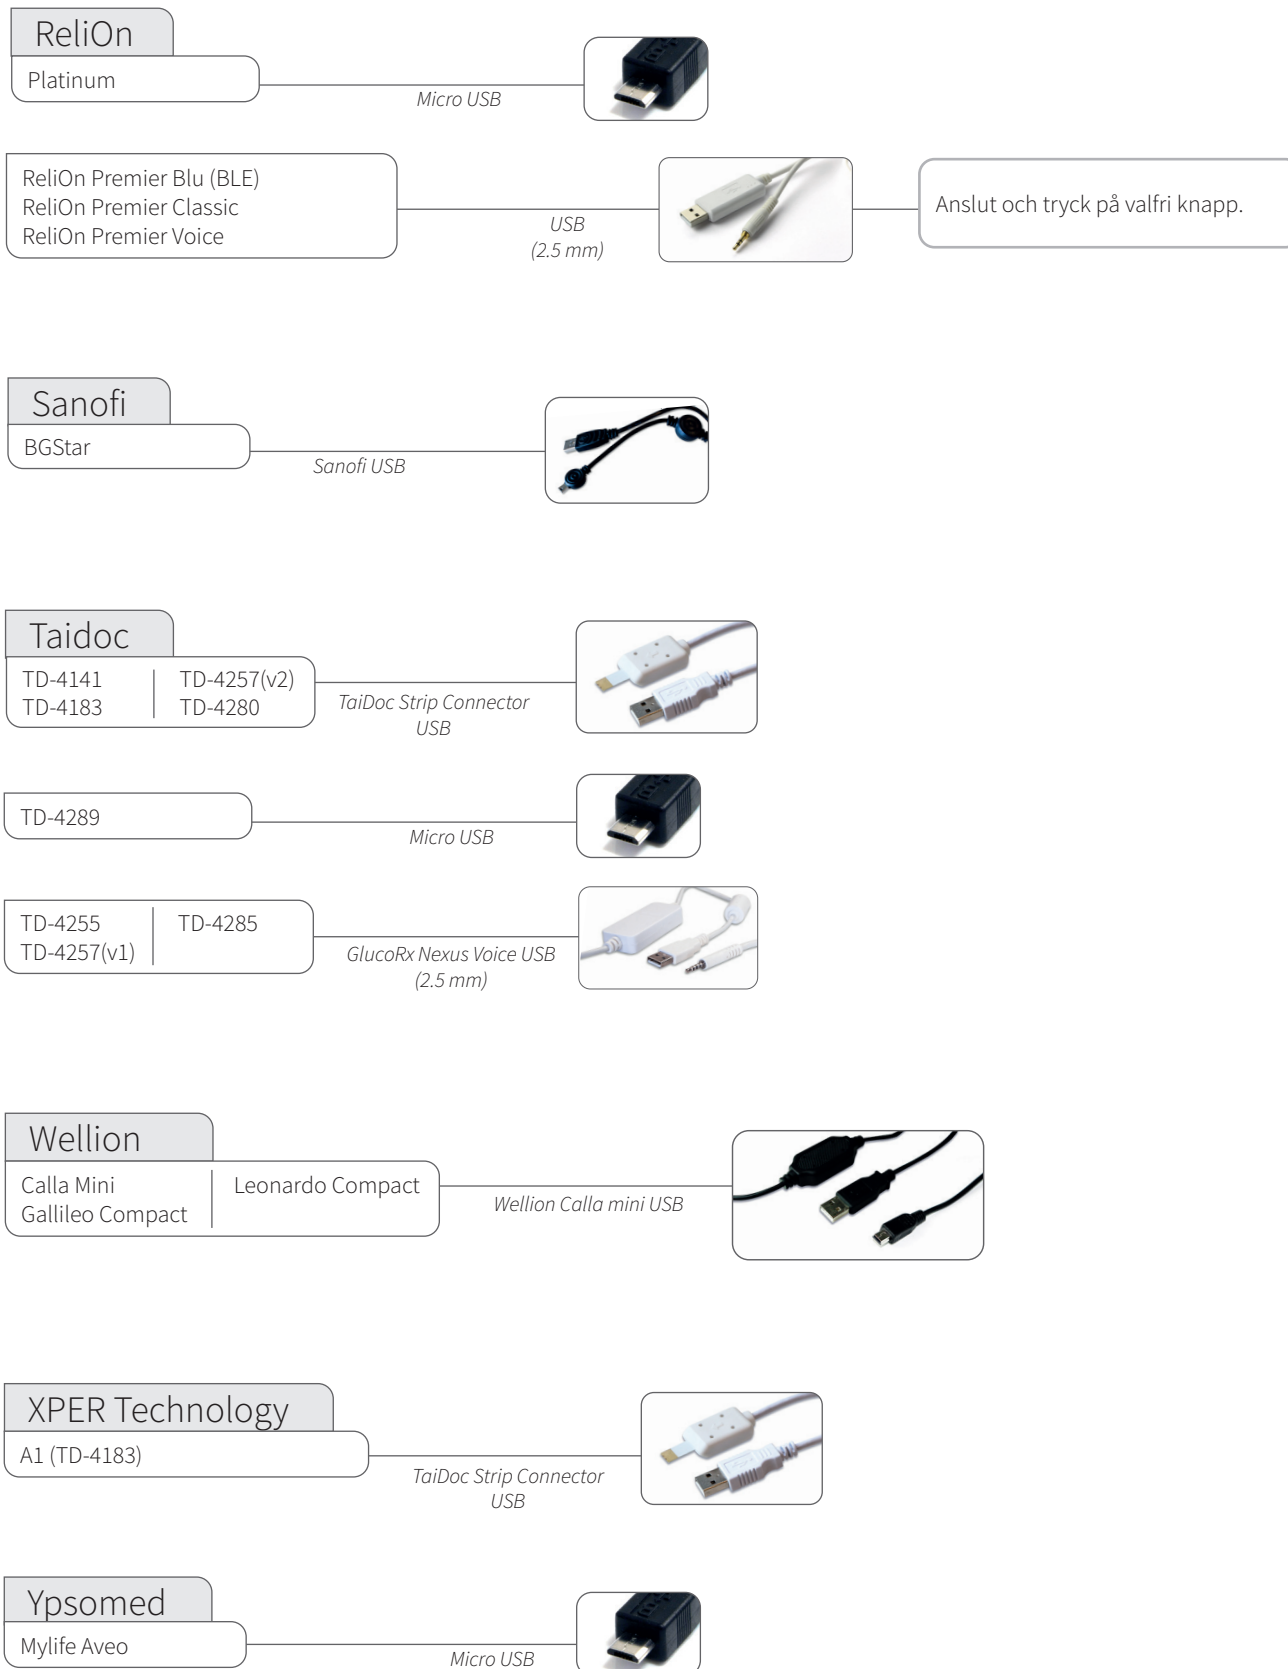 ReliOn
Platinum
Micro USB
ReliOn Premier Blu (BLE)
ReliOn Premier Classic
ReliOn Premier Voice
USB
(2.5 mm)
Anslut och tryck på valfri knapp.
Sanofi
BGStar
Sanofi USB
Taidoc
TD-4141
TD-4183
TD-4257(v2)
TD-4280
TaiDoc Strip Connector
USB
TD-4289
Micro USB
TD-4255
TD-4257(v1)
TD-4285
GlucoRx Nexus Voice USB
(2.5 mm)
Wellion
Calla Mini
Gallileo Compact
Leonardo Compact
Wellion Calla mini USB
XPER Technology
A1 (TD-4183)
TaiDoc Strip Connector
USB
Ypsomed
Mylife Aveo
Micro USB